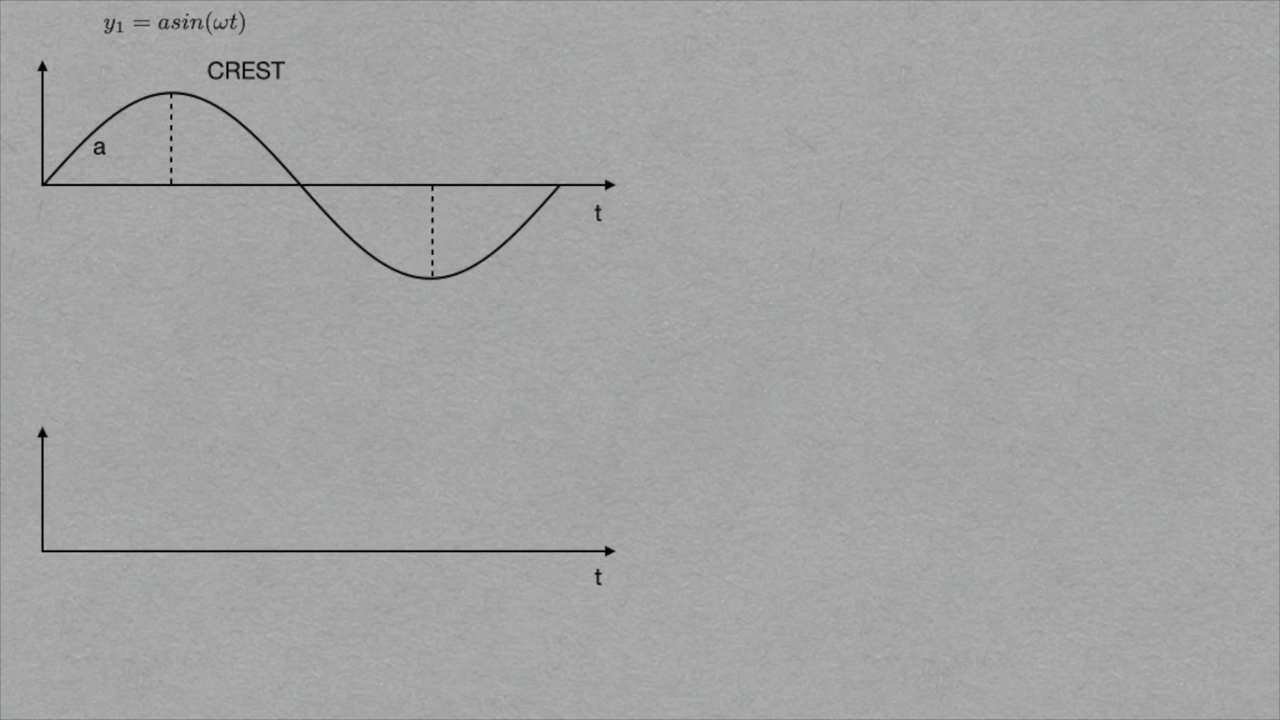 y₁ = asin(ωt)
CREST
a
t
t